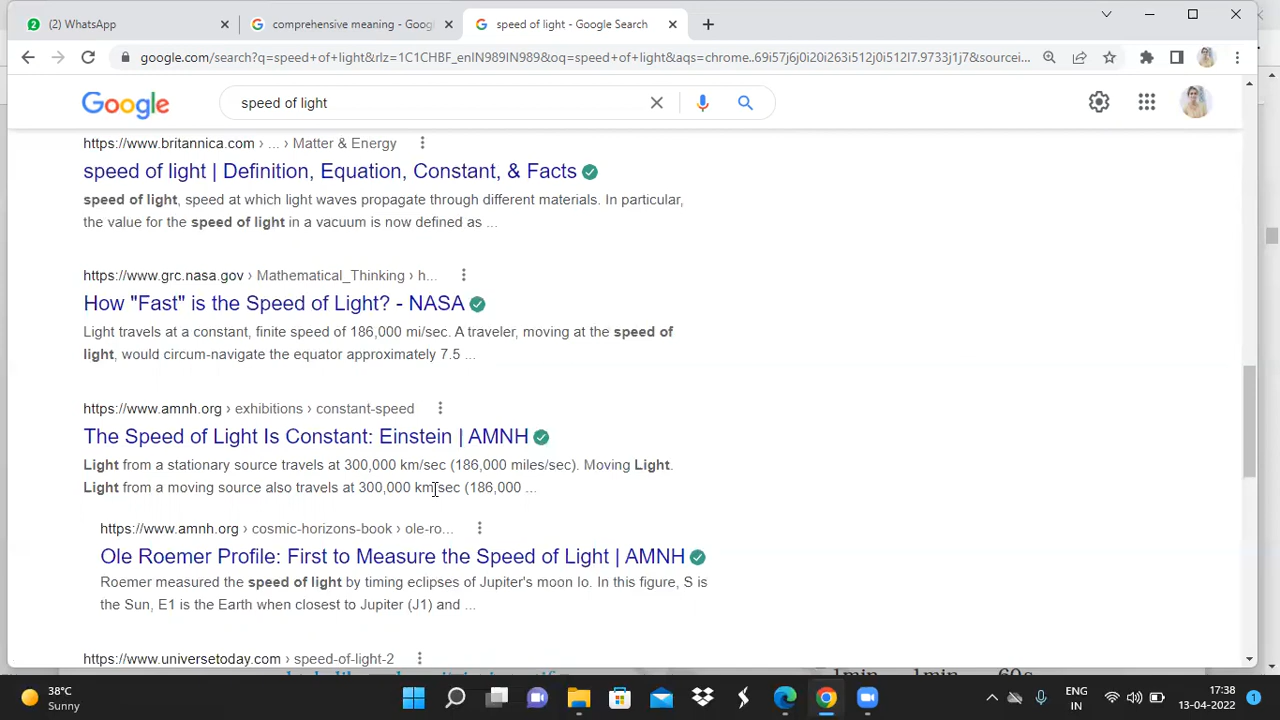 (2) WhatsApp
comprehensive meaning - Goog
speed of light - Google Search
google.com/search?q=speed+of+light&rlz=1C1CHBF_enIN989IN989&oq=speed+of+light&aqs=chrome..69i57j6j0i20i263i512j0i512l7.9733j1j7&sourcei...
Google
speed of light
https://www.britannica.com › ... › Matter & Energy
speed of light | Definition, Equation, Constant, & Facts
speed of light, speed at which light waves propagate through different materials. In particular,
the value for the speed of light in a vacuum is now defined as ...
https://www.grc.nasa.gov › Mathematical_Thinking › h...
How "Fast" is the Speed of Light? - NASA
Light travels at a constant, finite speed of 186,000 mi/sec. A traveler, moving at the speed of
light, would circum-navigate the equator approximately 7.5 ...
https://www.amnh.org › exhibitions › constant-speed
The Speed of Light Is Constant: Einstein | AMNH
Light from a stationary source travels at 300,000 km/sec (186,000 miles/sec). Moving Light.
Light from a moving source also travels at 300,000 km/sec (186,000 ...
https://www.amnh.org › cosmic-horizons-book › ole-ro...
Ole Roemer Profile: First to Measure the Speed of Light | AMNH
Roemer measured the speed of light by timing eclipses of Jupiter's moon Io. In this figure, S is
the Sun, E1 is the Earth when closest to Jupiter (J1) and ...
https://www.universetoday.com › speed-of-light-2
1min 1min 60s
38°C
Sunny
ENG
IN
17:38
13-04-2022
1